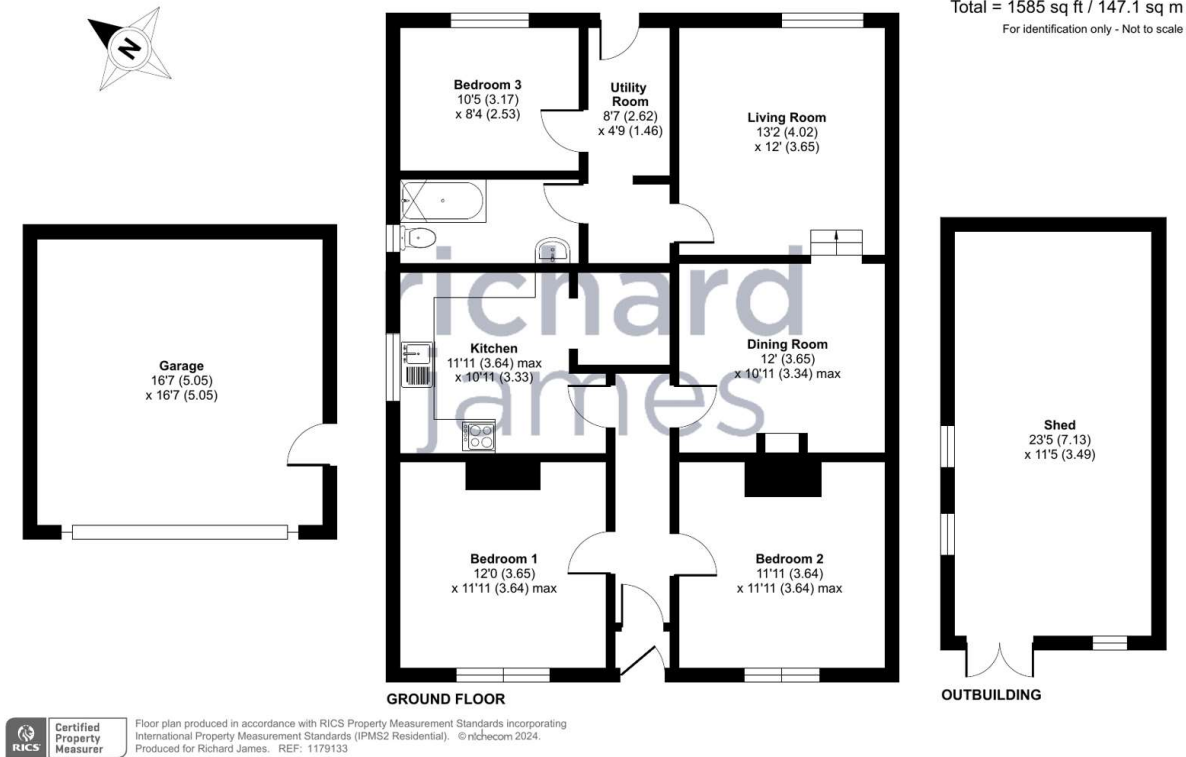 Total = 1585 sq ft / 147.1 sq m
For identification only - Not to scale
N
Bedroom 3
10'5 (3.17)
x 8'4 (2.53)
Utility
Room
8'7 (2.62)
x 4'9 (1.46)
Living Room
13'2 (4.02)
x 12' (3.65)
richard
james
Garage
16'7 (5.05)
x 16'7 (5.05)
Kitchen
11'11 (3.64) max
x 10'11 (3.33)
Dining Room
12' (3.65)
x 10'11 (3.34) max
Shed
23'5 (7.13)
x 11'5 (3.49)
Bedroom 1
12'0 (3.65)
x 11'11 (3.64) max
Bedroom 2
11'11 (3.64)
x 11'11 (3.64) max
GROUND FLOOR
OUTBUILDING
RICS
Certified
Property
Measurer
Floor plan produced in accordance with RICS Property Measurement Standards incorporating
International Property Measurement Standards (IPMS2 Residential). © nichecom 2024.
Produced for Richard James. REF: 1179133